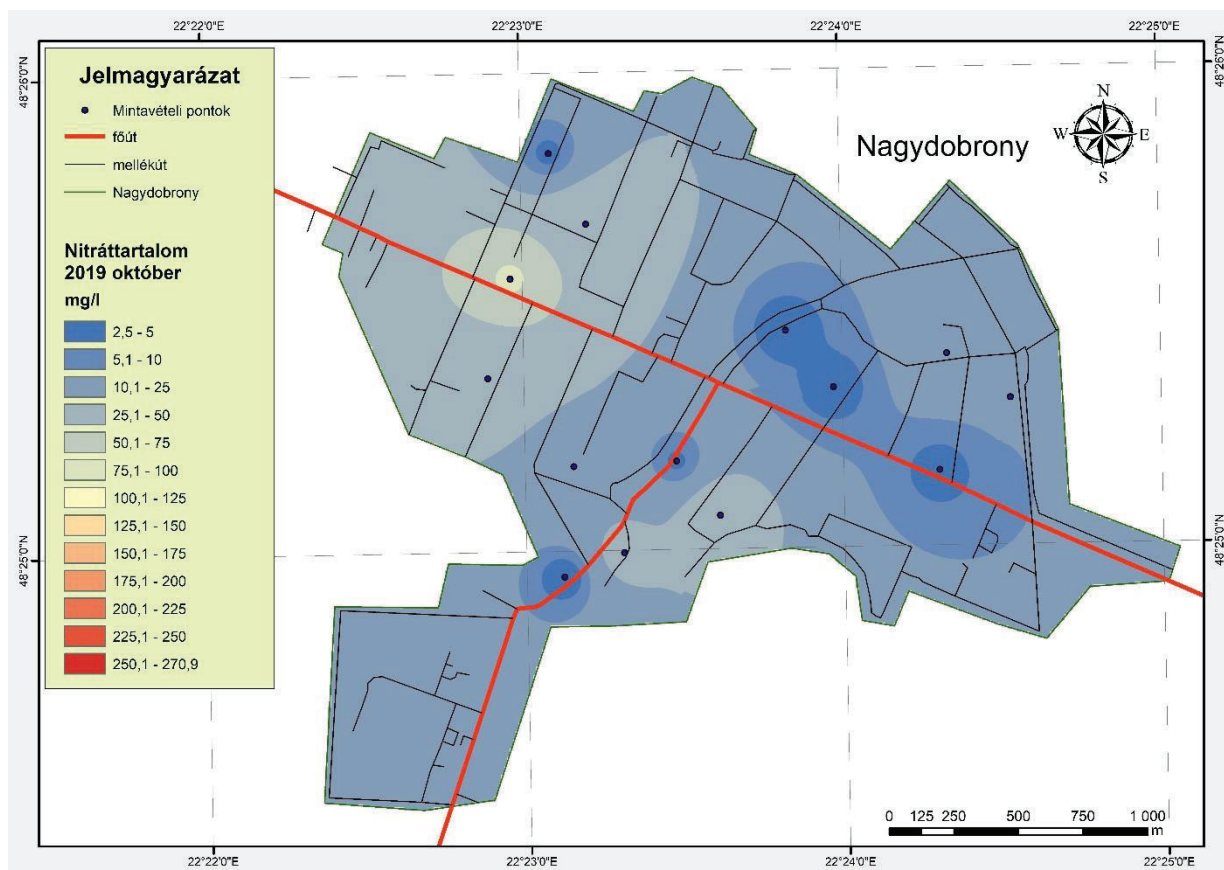 22°22'0"E 22°23'0"E 22°24'0"E 22°25'0"E
48°26'0"N
48°26'0"N
Jelmagyarázat
Mintavételi pontok
főút
mellékút
Nagydobrony
Nitráttartalom
2019 október
mg/l
2,5 - 5
5,1 - 10
10,1 - 25
25,1 - 50
50,1 - 75
75,1 - 100
100,1 - 125
125,1 - 150
150,1 - 175
175,1 - 200
200,1 - 225
225,1 - 250
250,1 - 270,9
Nagydobrony
N
W E
S
48°25'0"N
48°25'0"N
0 125 250 500 750 1 000
m
22°22'0"E 22°23'0"E 22°24'0"E 22°25'0"E